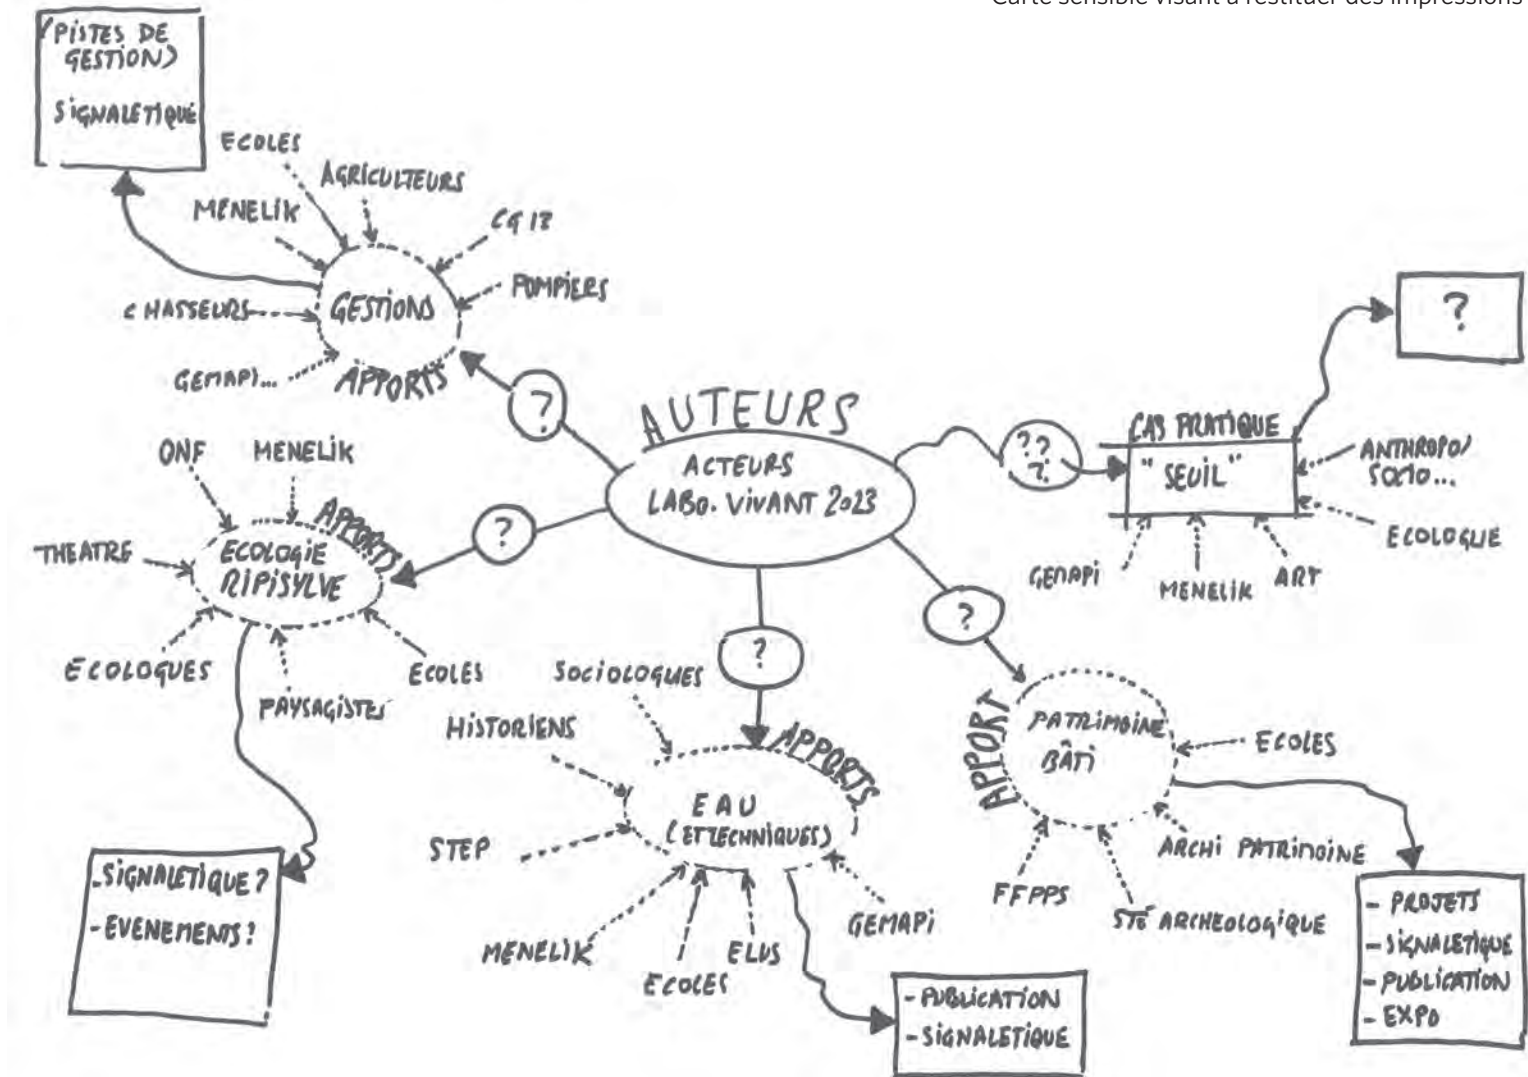 Carte sensible visant à restituer des impressions
(PISTES DE
GESTION)
SIGNALETIQUE
ECOLES
AGRICULTEURS
MENELIK
CG 13
POMPIERS
CHASSEURS
GESTIONS
GEMAPI...
APPORTS
?
?
AUTEURS
ACTEURS
LABO. VIVANT 2023
??
?.
CAS PRATIQUE
"SEUIL"
ANTHROPO/
SOCIO...
ECOLOGUE
GEMAPI
MENELIK
ART
ONF
MENELIK
APPORTS
THEATRE
ECOLOGIE
RIPISYLVE
?
ECOLOGUES
PAYSAGISTES
ECOLES
- SIGNALETIQUE ?
- EVENEMENTS ?
?
SOCIOLOGUES
HISTORIENS
APPORTS
EAU
(ET TECHNIQUES)
STEP
MENELIK
ECOLES
ELUS
GEMAPI
- PUBLICATION
- SIGNALETIQUE
?
APPORT
PATRIMOINE
BÂTI
ECOLES
ARCHI PATRIMOINE
FFPPS
STÉ ARCHEOLOGIQUE
- PROJETS
- SIGNALETIQUE
- PUBLICATION
- EXPO